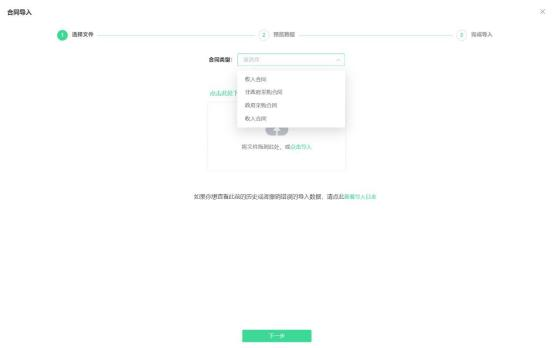 合同导入
1 选择文件
2 预览数据
3 完成导入
合同类型：
请选择
收入合同
非政府采购合同
政府采购合同
收入合同
点击此处下
将文件拖到此处，或点击导入
如果你想查看此前的历史或清撤销错误的导入数据，请点此查看导入日志
下一步